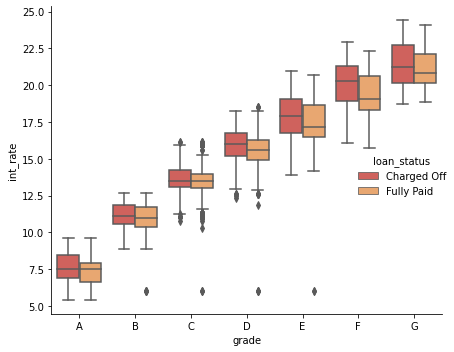 25.0
22.5
20.0
17.5
15.0
12.5
10.0
7.5
5.0
int_rate
loan_status
Charged Off
Fully Paid
A B C D E F G
grade